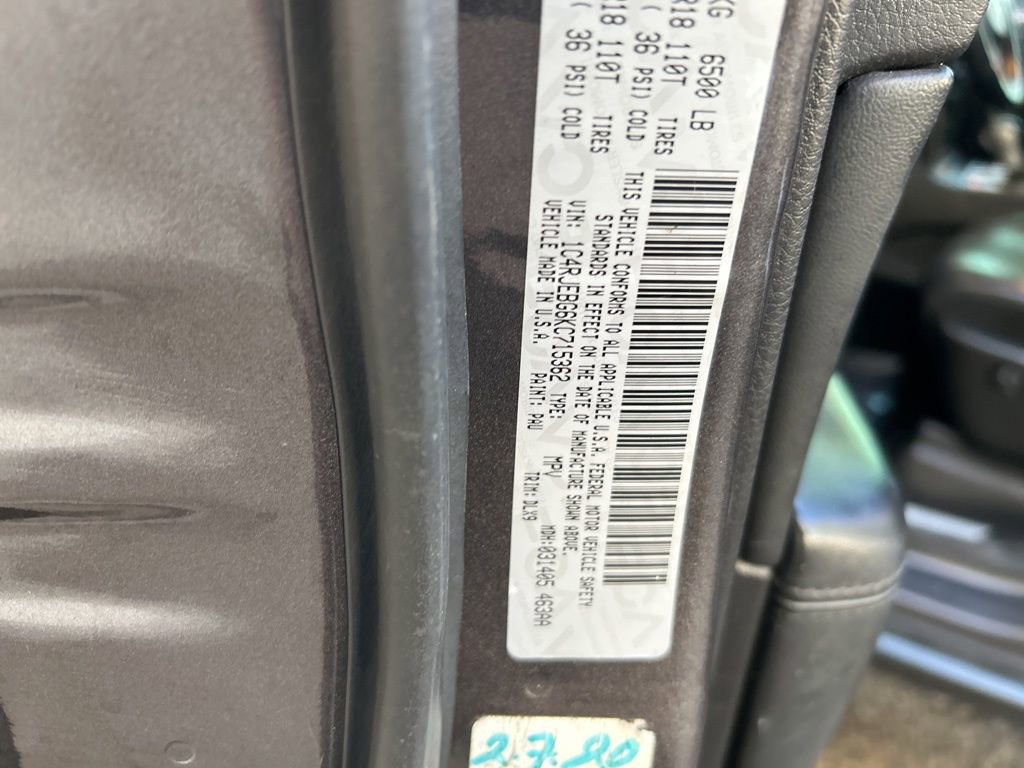 KG 6500 LB
R18 110T TIRES
( 36 PSI) COLD
R18 110T TIRES
( 36 PSI) COLD
THIS VEHICLE CONFORMS TO ALL APPLICABLE U.S.A. FEDERAL MOTOR VEHICLE SAFETY
STANDARDS IN EFFECT ON THE DATE OF MANUFACTURE SHOWN ABOVE.
VIN: 1C4RJEBG6KC715362 TYPE: MPV MDH:031405 463AA
VEHICLE MADE IN U.S.A. PAINT: PAU TRIM:DLX9
2.7.20